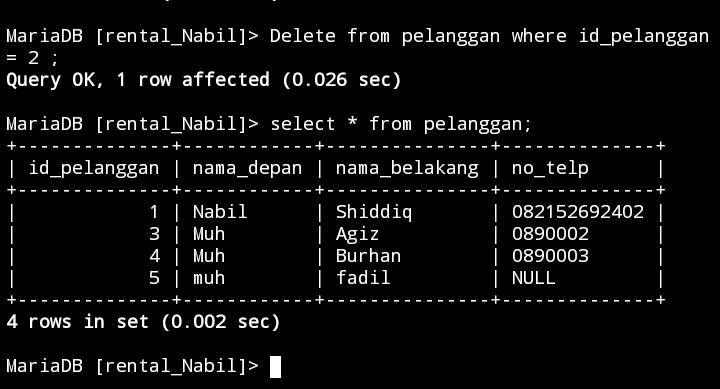 MariaDB [rental_Nabil]> Delete from pelanggan where id_pelanggan
= 2 ;
Query OK, 1 row affected (0.026 sec)
MariaDB [rental_Nabil]> select * from pelanggan;
+--------------+------------+---------------+--------------+
| id_pelanggan | nama_depan | nama_belakang | no_telp      |
+--------------+------------+---------------+--------------+
|            1 | Nabil      | Shiddiq       | 082152692402 |
|            3 | Muh        | Agiz          | 0890002      |
|            4 | Muh        | Burhan        | 0890003      |
|            5 | muh        | fadil         | NULL         |
+--------------+------------+---------------+--------------+
4 rows in set (0.002 sec)
MariaDB [rental_Nabil]>